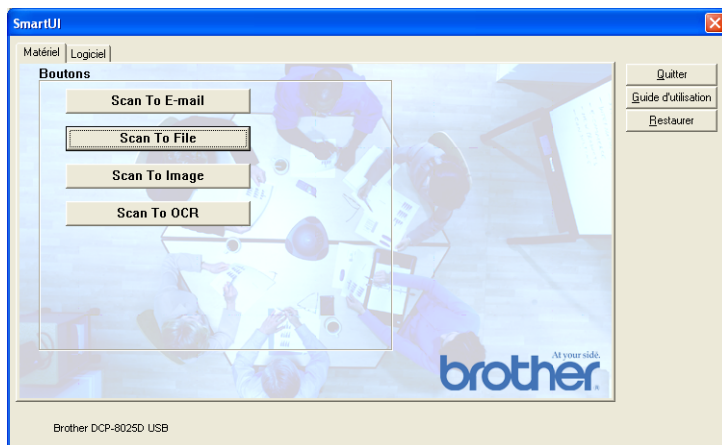 SmartUI
Matériel
Logiciel
Boutons
Scan To E-mail
Scan To File
Scan To Image
Scan To OCR
Quitter
Guide d'utilisation
Restaurer
At your side.
brother
Brother DCP-8025D USB